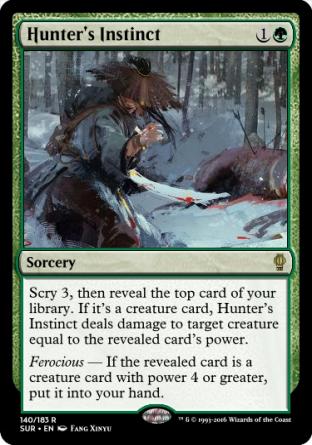 Hunter's Instinct 1
Sorcery
Scry 3, then reveal the top card of your
library. If it's a creature card, Hunter's
Instinct deals damage to target creature
equal to the revealed card's power.
Ferocious — If the revealed card is a
creature card with power 4 or greater,
put it into your hand.
140/183 R
SUR • EN FANG XINYU
™ & © 1993-2016 Wizards of the Coast